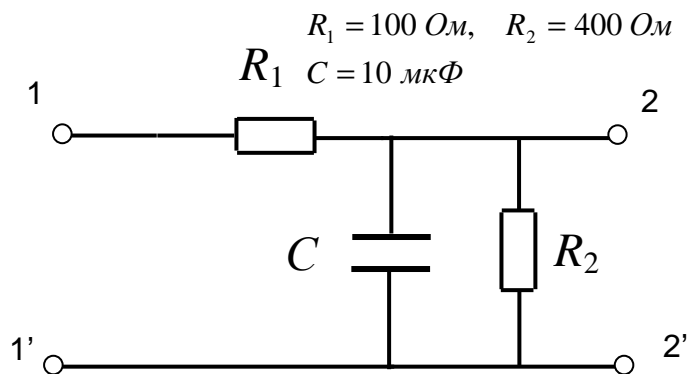 R₁ = 100 Ом, R₂ = 400 Ом
R₁ C = 10 мкФ
1
2
C
R₂
1’
2’